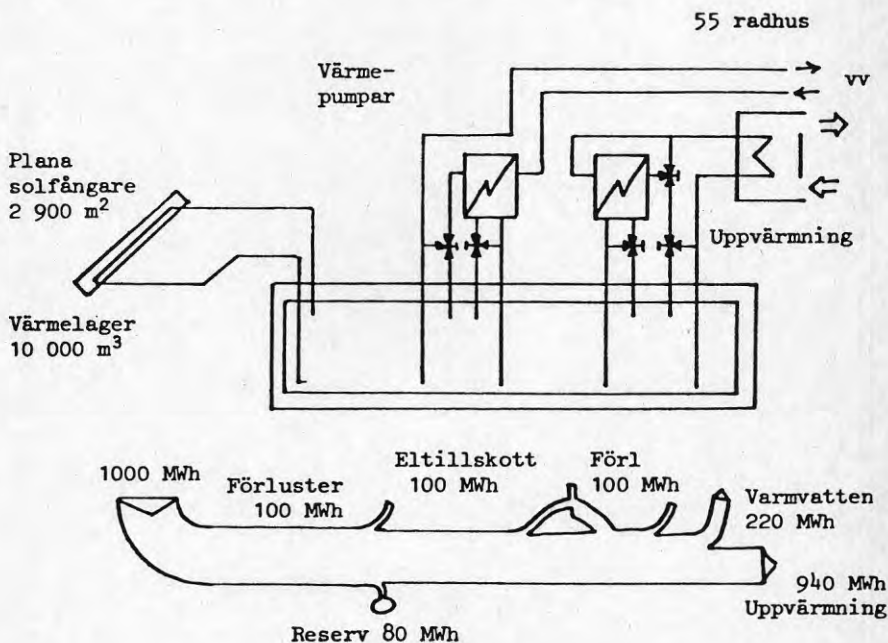 55 radhus
Värme-
pumpar
vv
Plana
solfångare
2 900 m²
Uppvärmning
Värmelager
10 000 m³
1000 MWh
Förluster
100 MWh
Eltillskott
100 MWh
Förl
100 MWh
Varmvatten
220 MWh
940 MWh
Uppvärmning
Reserv 80 MWh